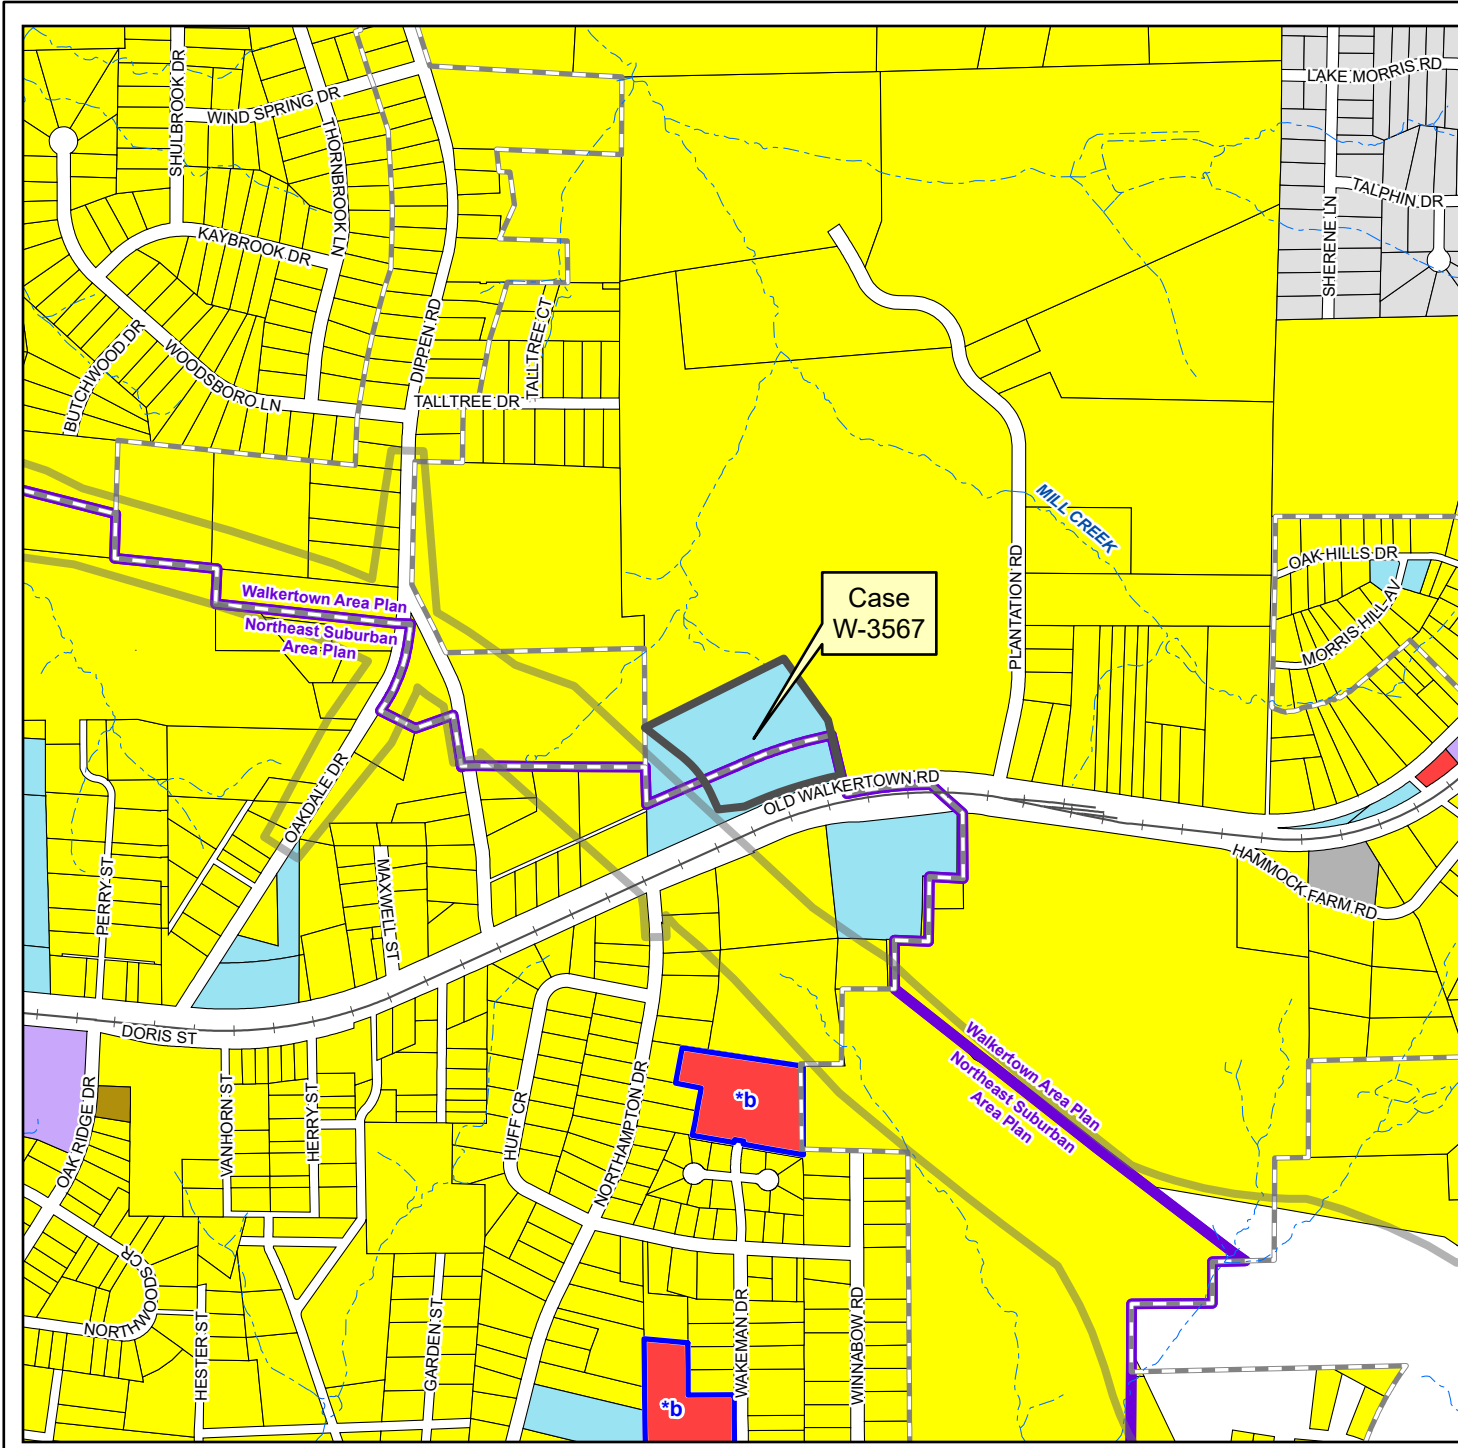 LAKE MORRIS RD
SHULBROOK DR
WIND SPRING DR
THORNBROOK LN
TALPHIN DR
SHERENE LN
KAYBROOK DR
DIPPEN RD
TALLTREE CT
BUTCHWOOD DR
WOODSBORO LN
TALLTREE DR
MILL CREEK
PLANTATION RD
OAK HILLS DR
MORRIS HILL AV
Walkertown Area Plan
Northeast Suburban
Area Plan
Case
W-3567
OLD WALKERTOWN RD
OAKDALE DR
PERRY ST
MAXWELL ST
HAMMOCK FARM RD
DORIS ST
Walkertown Area Plan
Northeast Suburban
Area Plan
OAK RIDGE DR
VANHORN ST
HERRY ST
HUFF CR
NORTHAMPTON DR
*b
NORTHWOODS CR
HESTER ST
GARDEN ST
WAKEMAN DR
WINNABOW RD
*b